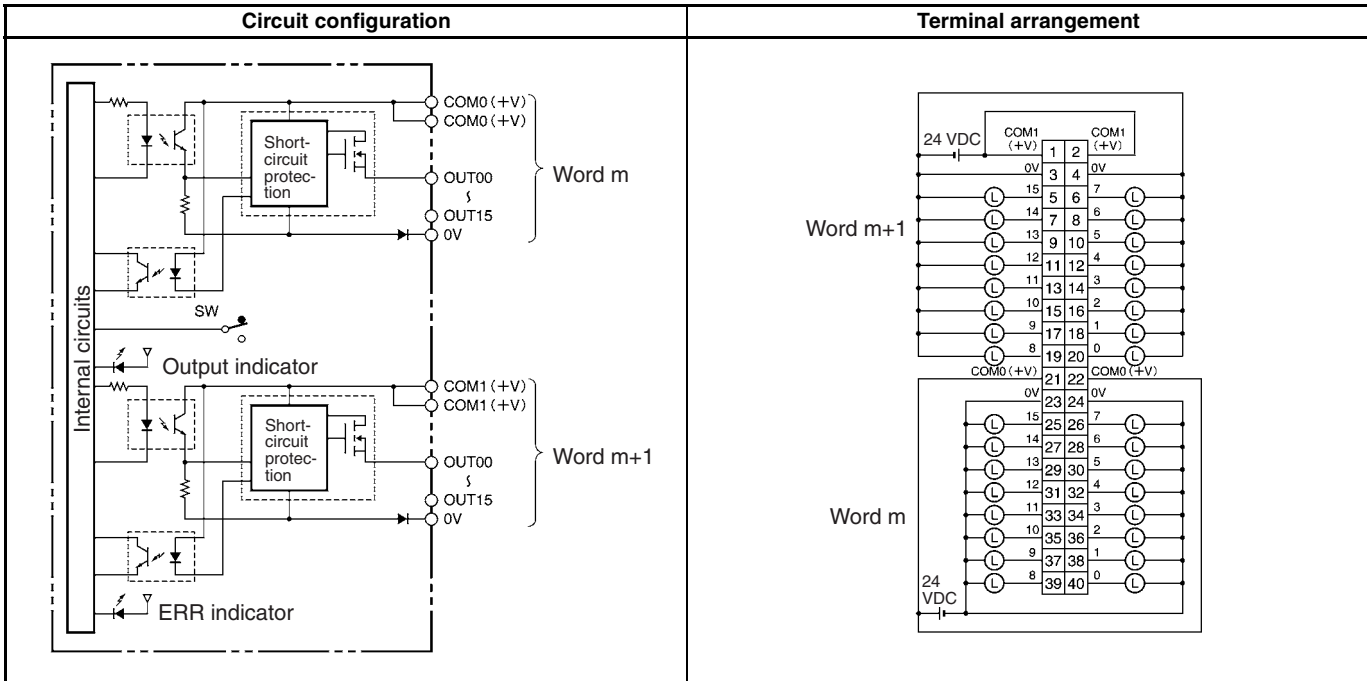 Circuit configuration
Terminal arrangement
Internal circuits
COM0 (+V)
COM0 (+V)
Short-
circuit
protec-
tion
OUT00
OUT15
0V
Word m
SW
Output indicator
COM1 (+V)
COM1 (+V)
Short-
circuit
protec-
tion
OUT00
OUT15
0V
Word m+1
ERR indicator
24 VDC
COM1
(+V)
1 2
COM1
(+V)
0V 3 4 0V
Word m+1
L 15 5 6 7 L
L 14 7 8 6 L
L 13 9 10 5 L
L 12 11 12 4 L
L 11 13 14 3 L
L 10 15 16 2 L
L 9 17 18 1 L
L 8 19 20 0 L
COM0 (+V) 21 22 COM0 (+V)
0V 23 24 0V
Word m
L 15 25 26 7 L
L 14 27 28 6 L
L 13 29 30 5 L
L 12 31 32 4 L
L 11 33 34 3 L
L 10 35 36 2 L
L 9 37 38 1 L
L 8 39 40 0 L
24
VDC